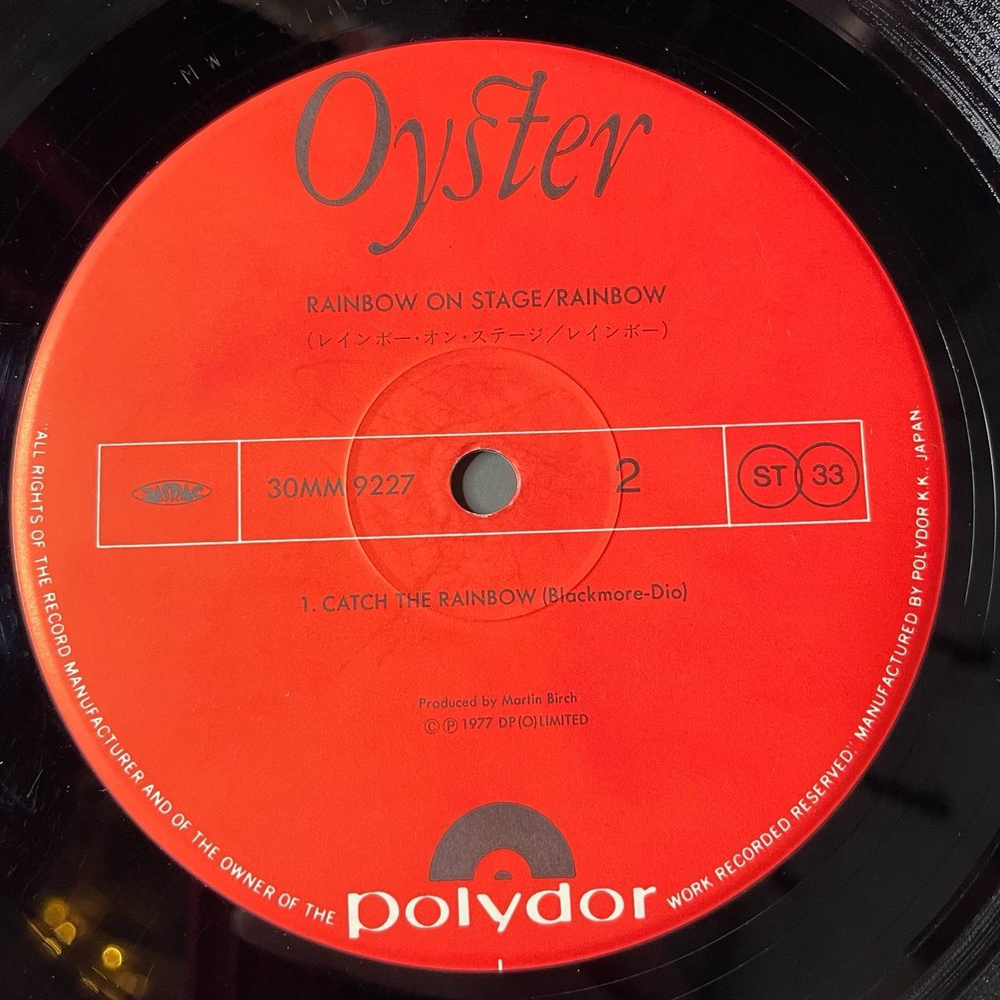 Oyster
RAINBOW ON STAGE/RAINBOW
(レインボー・オン・ステージ/レインボー)
30MM 9227
2
ST 33
1. CATCH THE RAINBOW (Blackmore-Dio)
Produced by Martin Birch
©℗ 1977 DP(O)LIMITED
"ALL RIGHTS OF THE RECORD MANUFACTURER AND OF THE OWNER OF THE WORK RECORDED RESERVED." MANUFACTURED BY POLYDOR K.K., JAPAN.
polydor